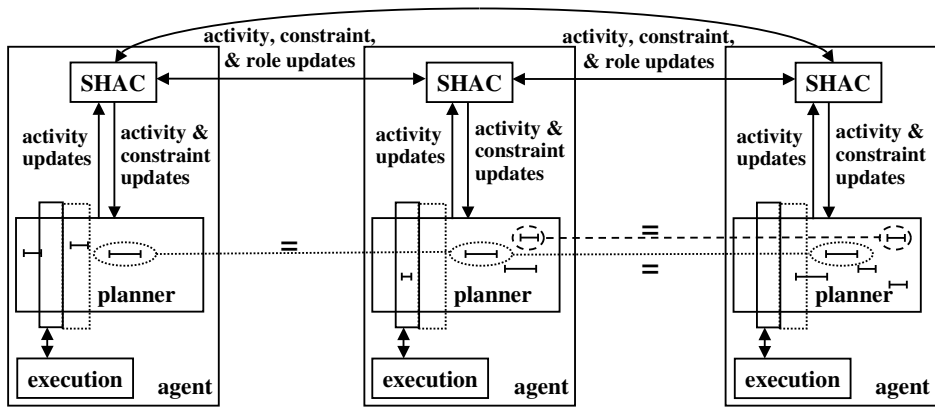 activity, constraint,
& role updates
activity, constraint,
& role updates
SHAC
SHAC
SHAC
activity
updates
activity &
constraint
updates
activity
updates
activity &
constraint
updates
activity
updates
activity &
constraint
updates
=
=
=
planner
planner
planner
execution
agent
execution
agent
execution
agent